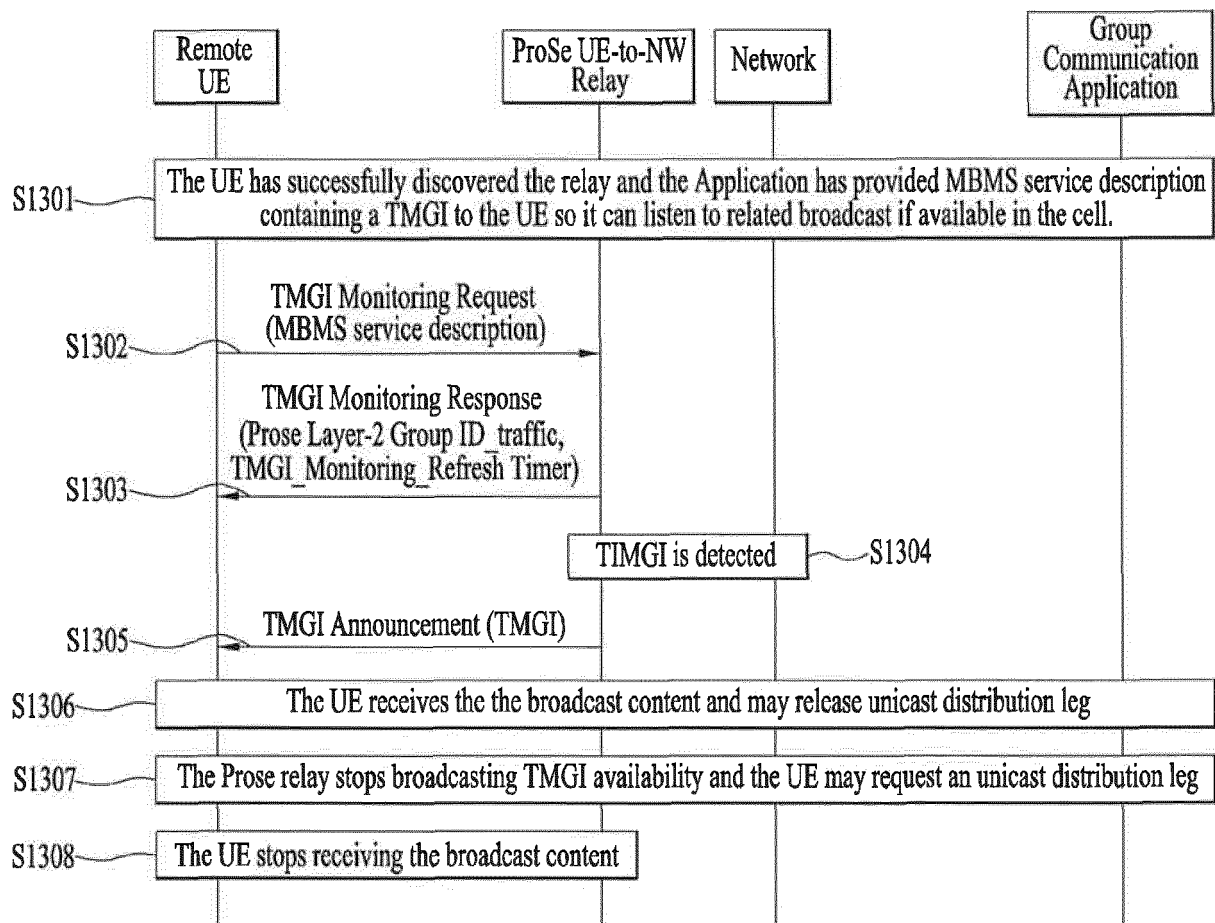 Remote
UE
ProSe UE-to-NW
Relay
Network
Group
Communication
Application
S1301
The UE has successfully discovered the relay and the Application has provided MBMS service description
containing a TMGI to the UE so it can listen to related broadcast if available in the cell.
TMGI Monitoring Request
(MBMS service description)
S1302
TMGI Monitoring Response
(Prose Layer-2 Group ID_traffic,
TMGI_Monitoring_Refresh Timer)
S1303
TIMGI is detected
S1304
TMGI Announcement (TMGI)
S1305
S1306
The UE receives the the broadcast content and may release unicast distribution leg
S1307
The Prose relay stops broadcasting TMGI availability and the UE may request an unicast distribution leg
S1308
The UE stops receiving the broadcast content